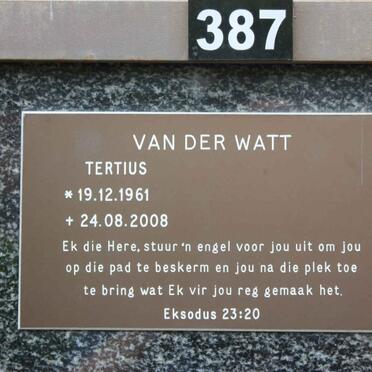 387
VAN DER WATT
TERTIUS
* 19.12.1961
+ 24.08.2008
Ek die Here, stuur 'n engel voor jou uit om jou
op die pad te beskerm en jou na die plek toe
te bring wat Ek vir jou reg gemaak het.
Eksodus 23:20